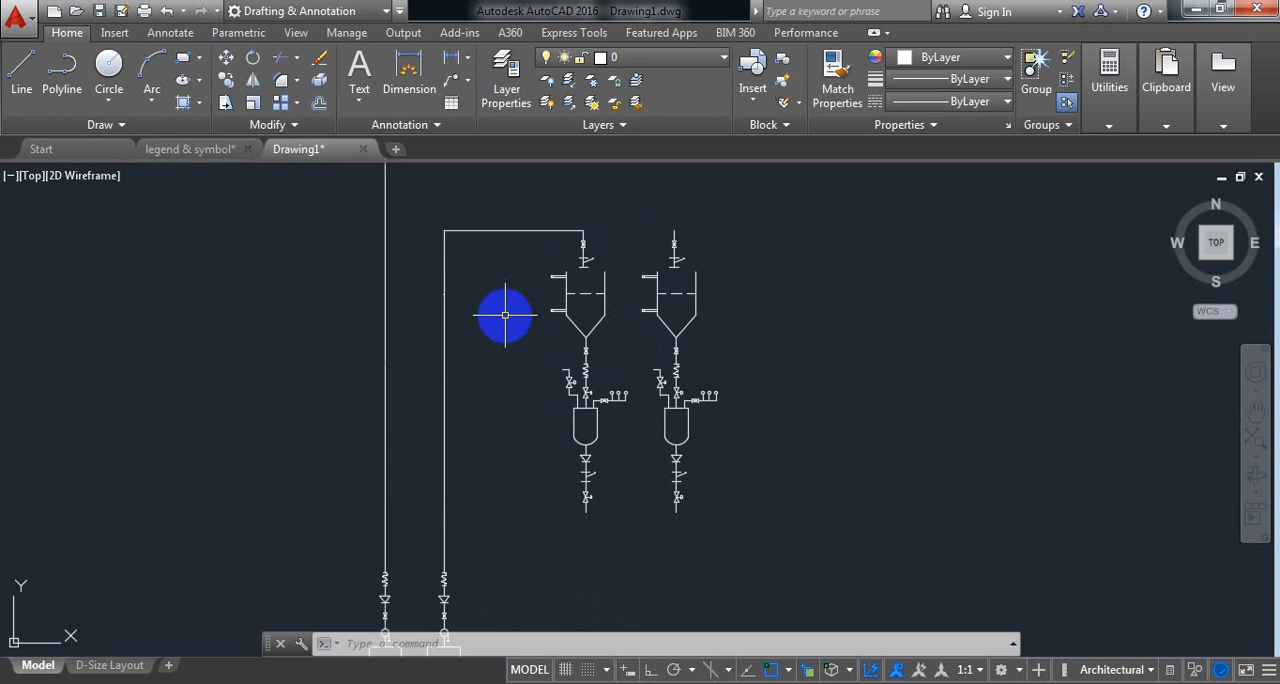 Drafting & Annotation
Autodesk AutoCAD 2016 Drawing1.dwg
Type a keyword or phrase
Sign In
Home Insert Annotate Parametric View Manage Output Add-ins A360 Express Tools Featured Apps BIM 360 Performance
0
ByLayer
ByLayer
ByLayer
Line Polyline Circle Arc Text Dimension Layer Properties Insert Match Properties Group Utilities Clipboard View
Draw Modify Annotation Layers Block Properties Groups
Start legend & symbol* Drawing1*
[−][Top][2D Wireframe]
N
W TOP E
S
WCS
Y
X
Type a command
Model D-Size Layout
MODEL 1:1 Architectural